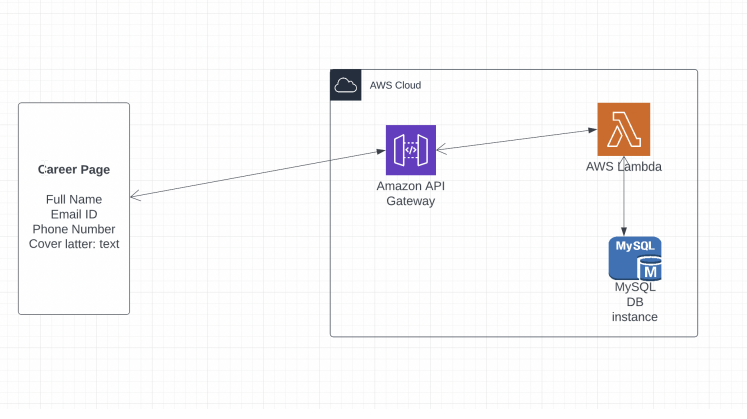 Career Page
Full Name
Email ID
Phone Number
Cover latter: text
AWS Cloud
</>
Amazon API
Gateway
AWS Lambda
MySQL
M
MySQL
DB
instance